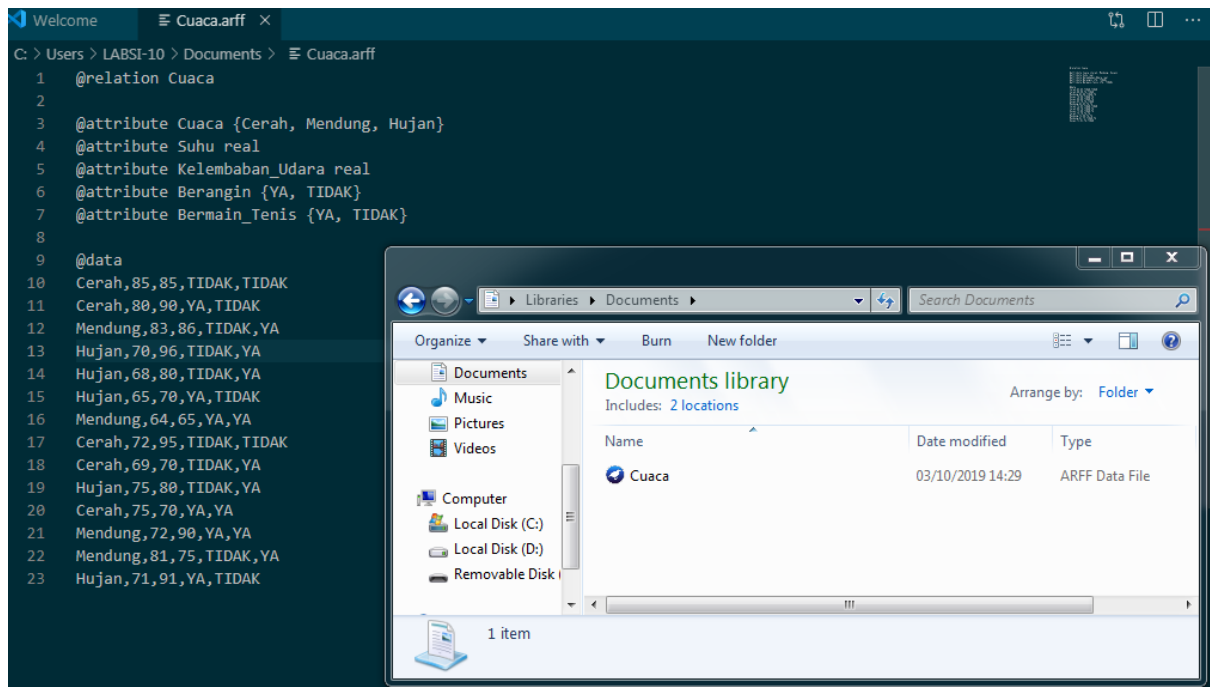 Welcome
Cuaca.arff
C: > Users > LABSI-10 > Documents > Cuaca.arff
1 @relation Cuaca
2
3 @attribute Cuaca {Cerah, Mendung, Hujan}
4 @attribute Suhu real
5 @attribute Kelembaban_Udara real
6 @attribute Berangin {YA, TIDAK}
7 @attribute Bermain_Tenis {YA, TIDAK}
8
9 @data
10 Cerah,85,85,TIDAK,TIDAK
11 Cerah,80,90,YA,TIDAK
12 Mendung,83,86,TIDAK,YA
13 Hujan,70,96,TIDAK,YA
14 Hujan,68,80,TIDAK,YA
15 Hujan,65,70,YA,TIDAK
16 Mendung,64,65,YA,YA
17 Cerah,72,95,TIDAK,TIDAK
18 Cerah,69,70,TIDAK,YA
19 Hujan,75,80,TIDAK,YA
20 Cerah,75,70,YA,YA
21 Mendung,72,90,YA,YA
22 Mendung,81,75,TIDAK,YA
23 Hujan,71,91,YA,TIDAK
Libraries Documents
Search Documents
Organize Share with Burn New folder
Documents
Music
Pictures
Videos
Computer
Local Disk (C:)
Local Disk (D:)
Removable Disk
Documents library
Includes: 2 locations
Arrange by: Folder
Name Date modified Type
Cuaca 03/10/2019 14:29 ARFF Data File
1 item